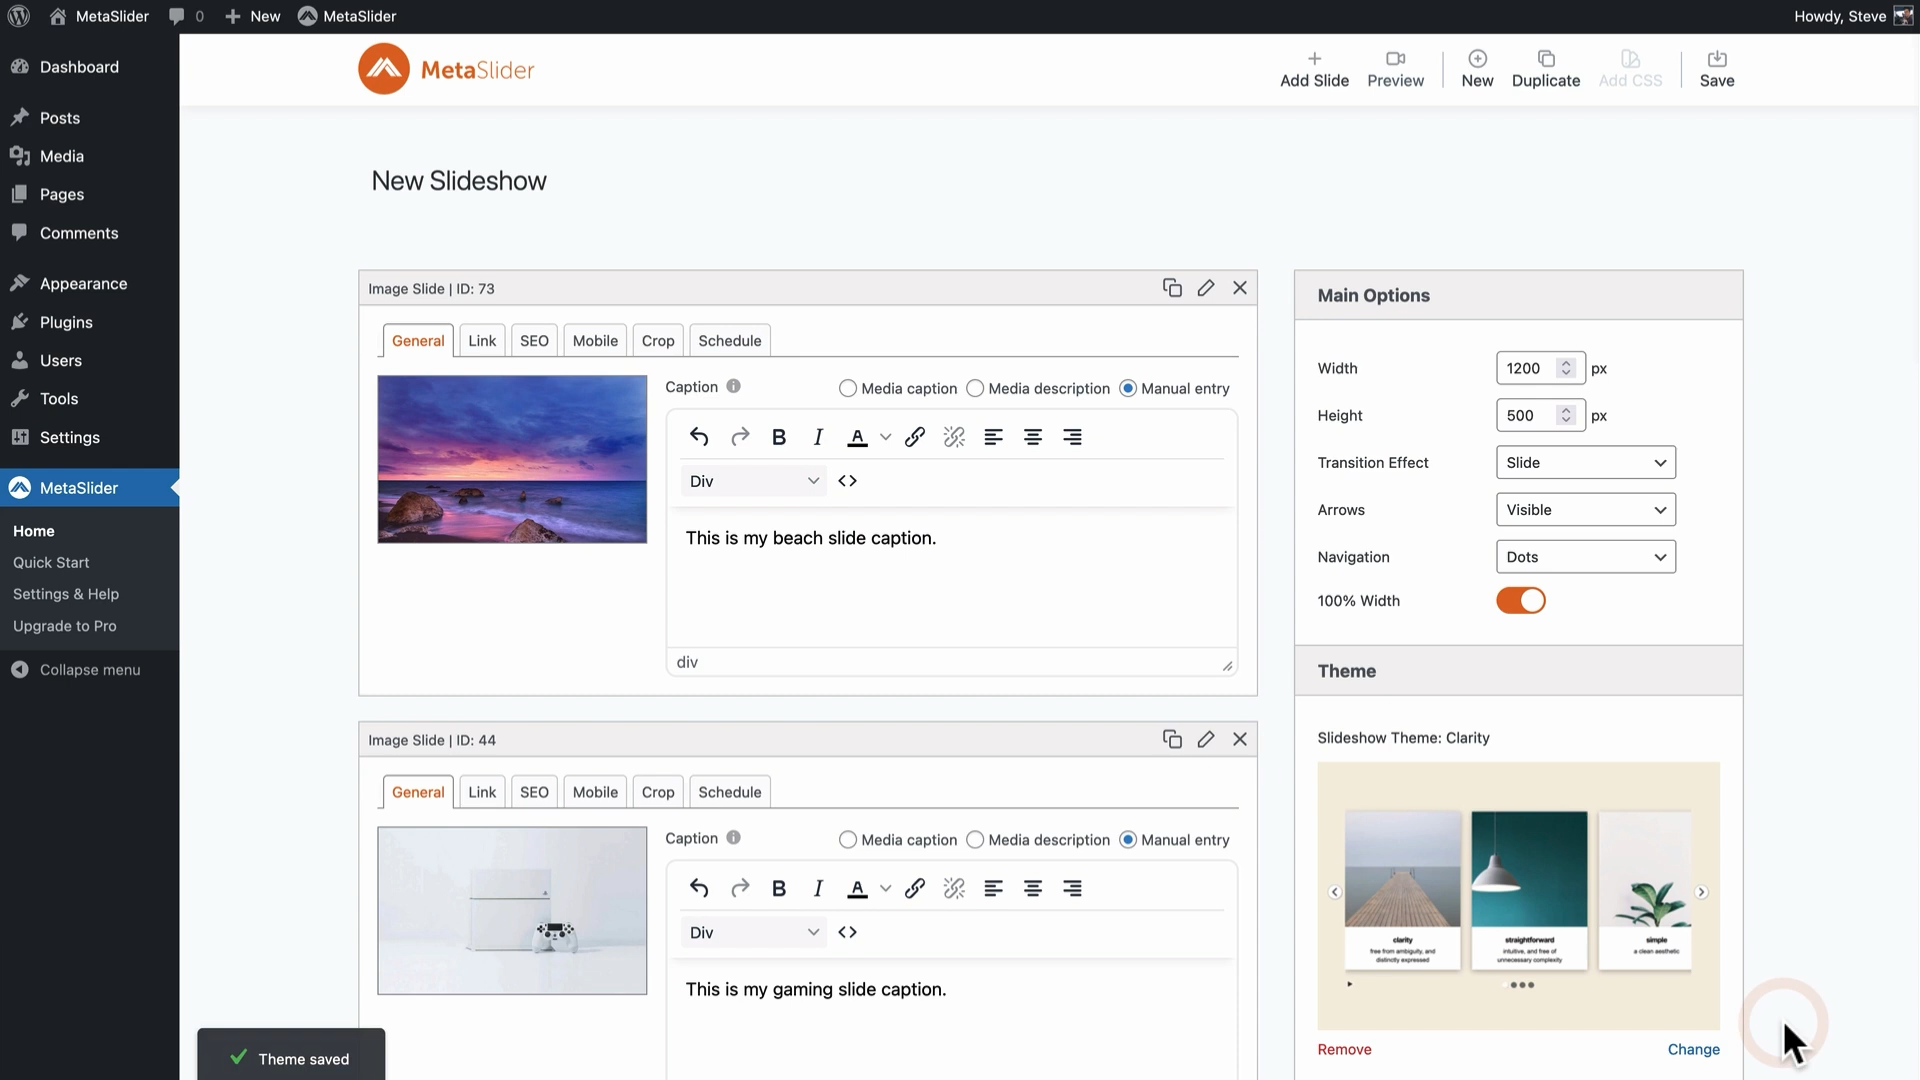 MetaSlider
0
New
MetaSlider
Howdy, Steve
Dashboard
Posts
Media
Pages
Comments
Appearance
Plugins
Users
Tools
Settings
MetaSlider
Home
Quick Start
Settings & Help
Upgrade to Pro
Collapse menu
MetaSlider
Add Slide
Preview
New
Duplicate
Add CSS
Save
New Slideshow
Image Slide | ID: 73
General
Link
SEO
Mobile
Crop
Schedule
Caption
Media caption
Media description
Manual entry
B I A
Div
This is my beach slide caption.
div
Image Slide | ID: 44
General
Link
SEO
Mobile
Crop
Schedule
Caption
Media caption
Media description
Manual entry
B I A
Div
This is my gaming slide caption.
Main Options
Width
1200
px
Height
500
px
Transition Effect
Slide
Arrows
Visible
Navigation
Dots
100% Width
Theme
Slideshow Theme: Clarity
clarity
free from ambiguity, and
distinctly expressed
straightforward
intuitive, and free of
unnecessary complexity
simple
a clean aesthetic
Remove
Change
Theme saved